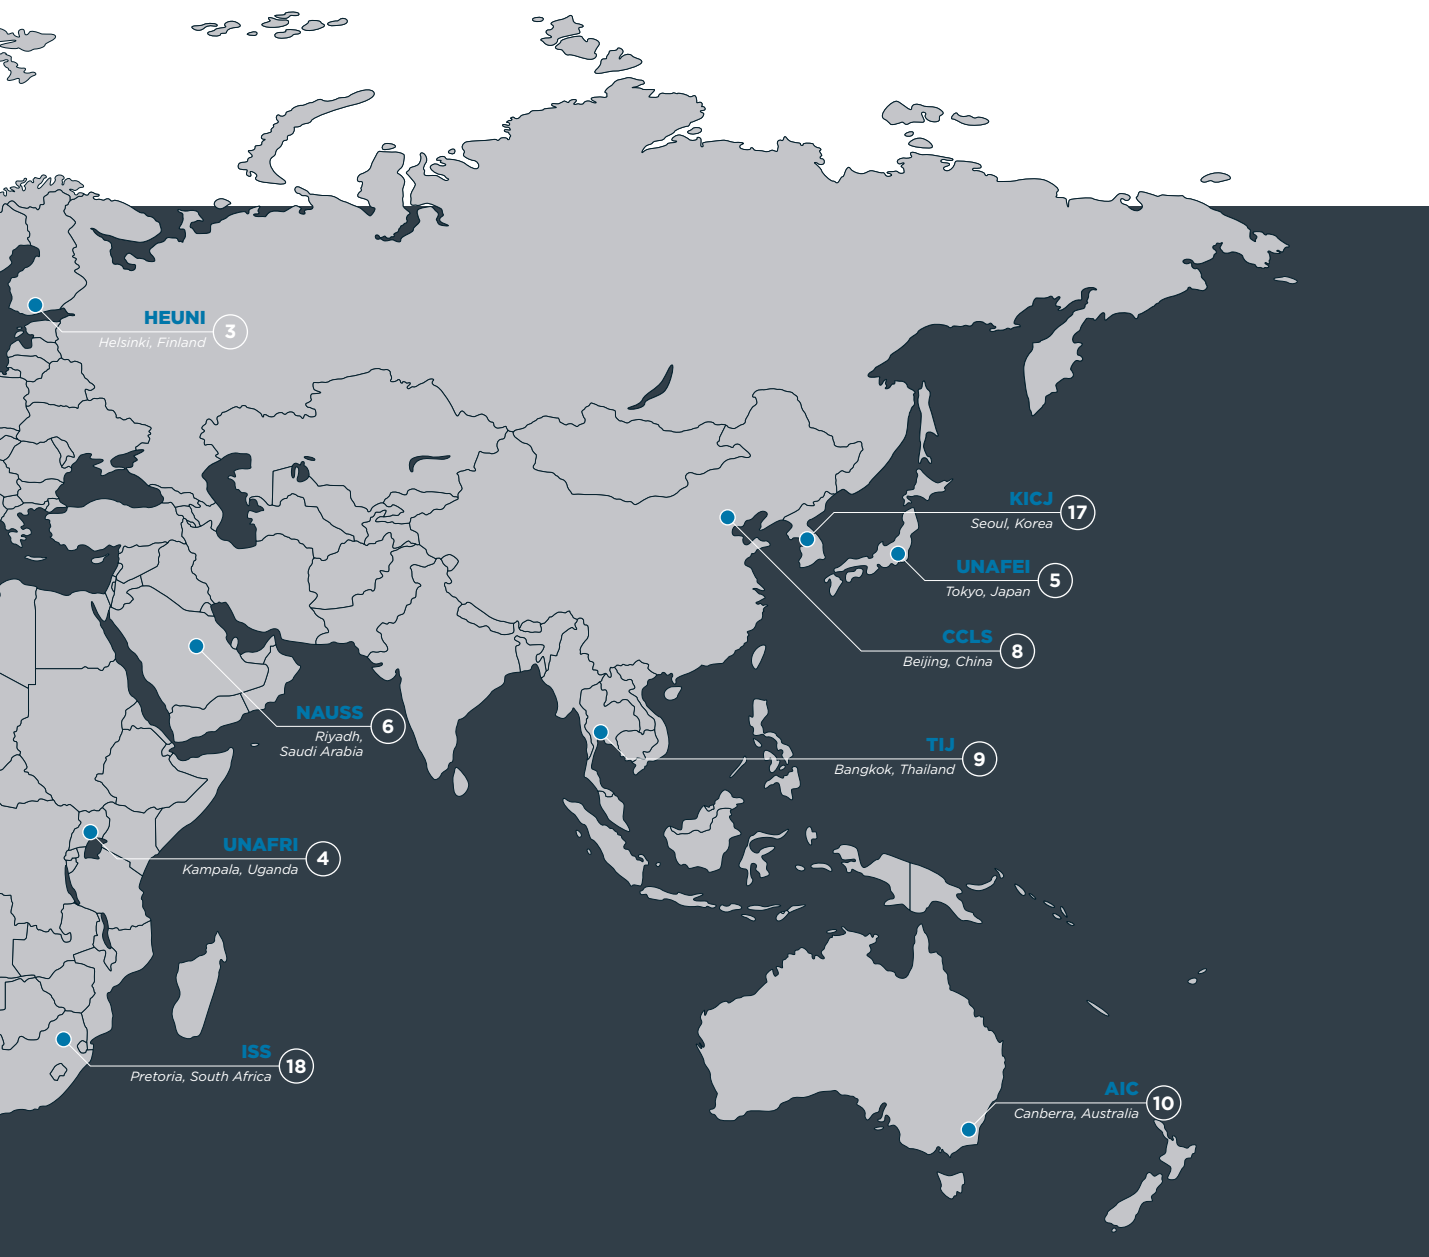 HEUNI
3
Helsinki, Finland
KICJ
17
Seoul, Korea
UNAFEI
5
Tokyo, Japan
CCLS
8
Beijing, China
NAUSS
6
Riyadh,
Saudi Arabia
TIJ
9
Bangkok, Thailand
UNAFRI
4
Kampala, Uganda
ISS
18
Pretoria, South Africa
AIC
10
Canberra, Australia